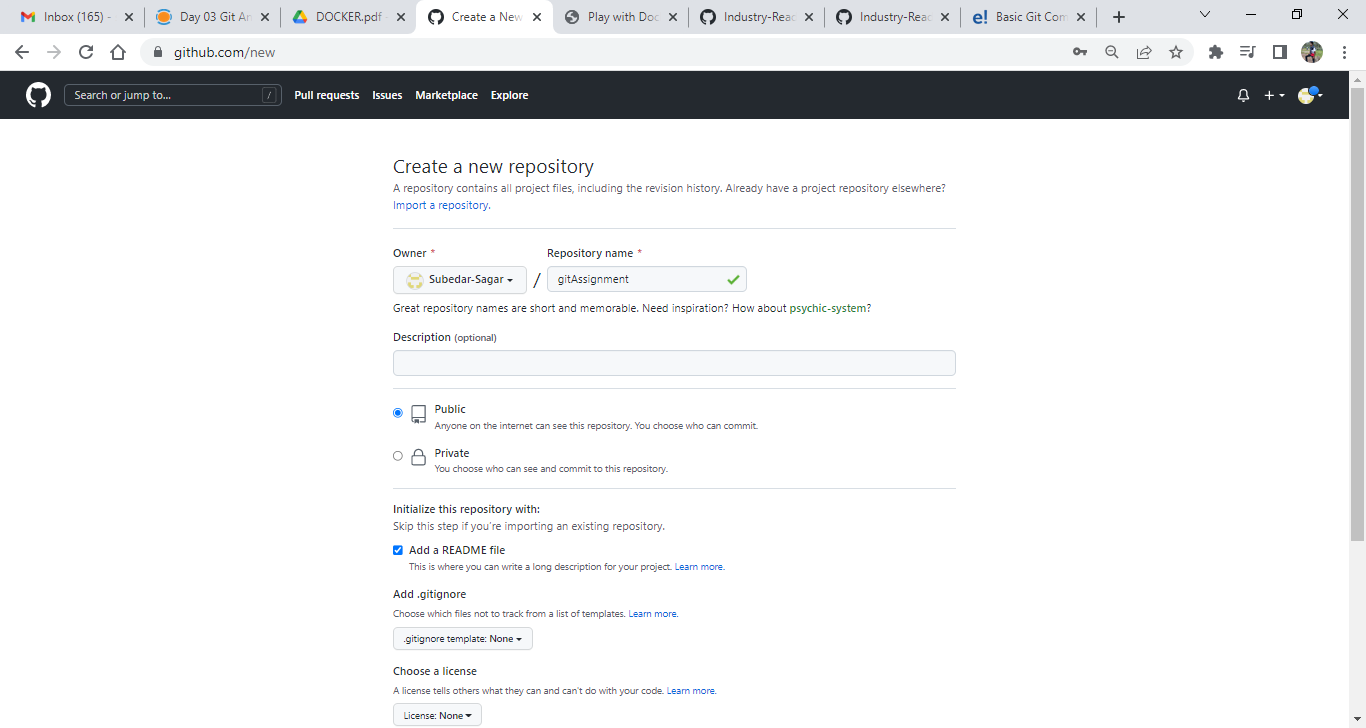 Inbox (165) -
Day 03 Git An
DOCKER.pdf
Create a New
Play with Doc
Industry-Read
Industry-Read
Basic Git Com
github.com/new
Search or jump to...
/
Pull requests
Issues
Marketplace
Explore
Create a new repository
A repository contains all project files, including the revision history. Already have a project repository elsewhere?
Import a repository.
Owner *
Repository name *
Subedar-Sagar
/
gitAssignment
Great repository names are short and memorable. Need inspiration? How about psychic-system?
Description (optional)
Public
Anyone on the internet can see this repository. You choose who can commit.
Private
You choose who can see and commit to this repository.
Initialize this repository with:
Skip this step if you're importing an existing repository.
Add a README file
This is where you can write a long description for your project. Learn more.
Add .gitignore
Choose which files not to track from a list of templates. Learn more.
.gitignore template: None
Choose a license
A license tells others what they can and can't do with your code. Learn more.
License: None